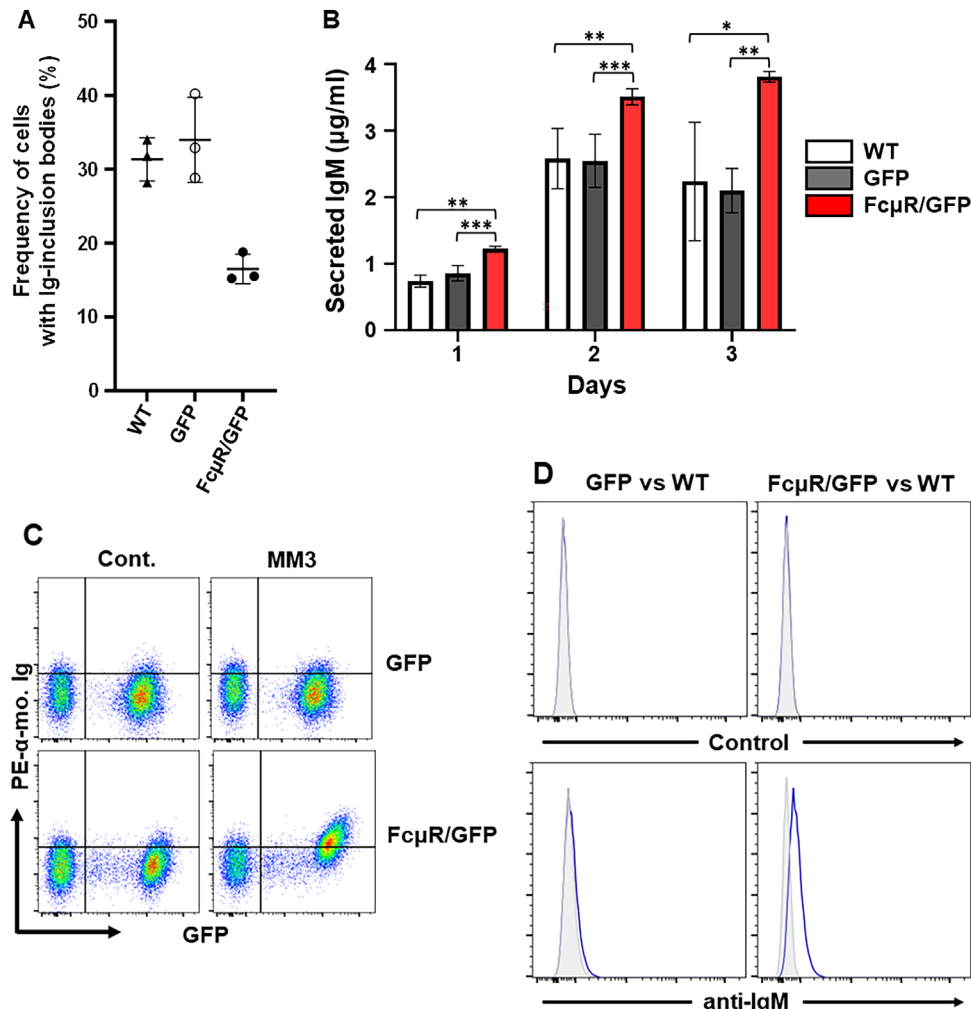 A
Frequency of cells
with Ig-inclusion bodies (%)
50
40
30
20
10
0
WT
GFP
FcµR/GFP
B
Secreted IgM (µg/ml)
4
3
2
1
0
** *** ** *** * **
1 2 3
Days
WT
GFP
FcµR/GFP
C
Cont. MM3
PE-α-mo. Ig
GFP
FcµR/GFP
GFP
D
GFP vs WT FcµR/GFP vs WT
Control
anti-IgM